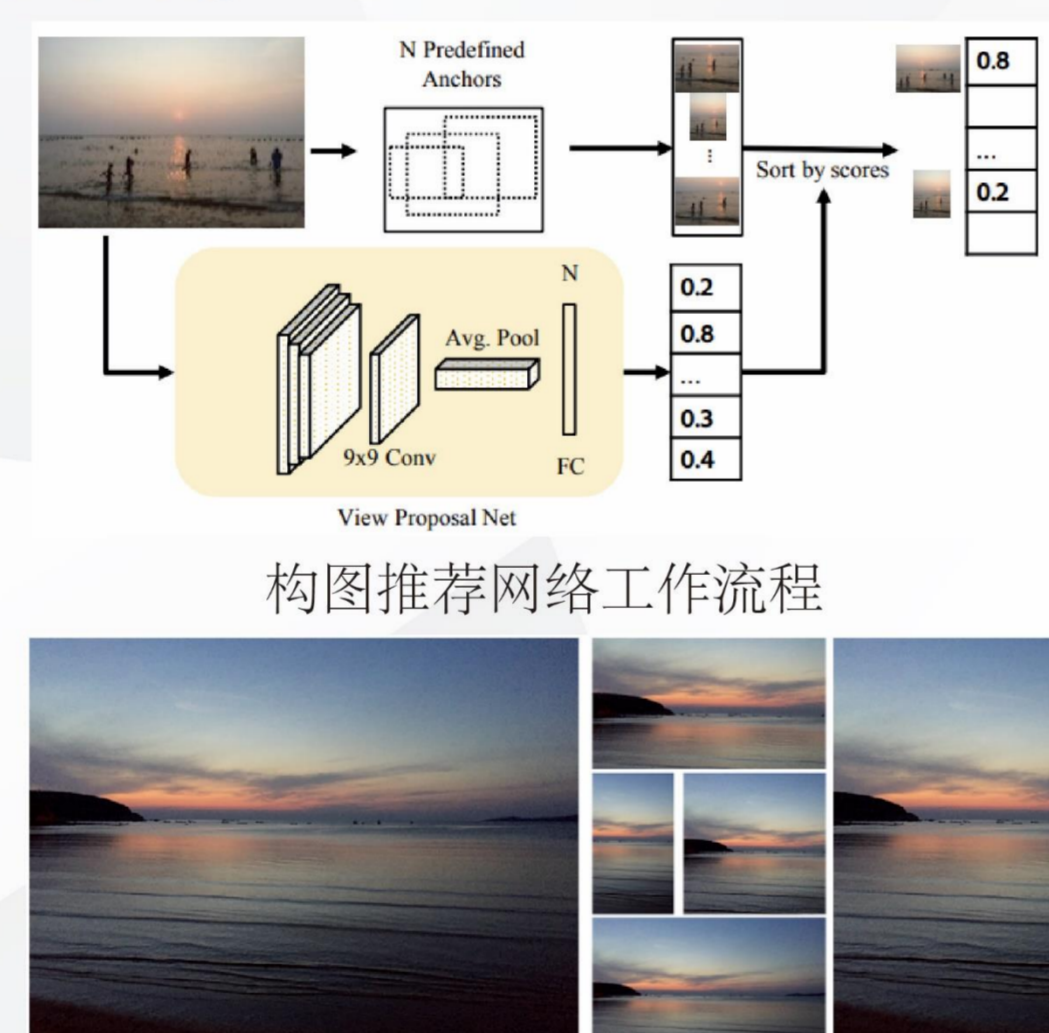 N Predefined
Anchors
0.8
...
0.2
Sort by scores
N
Avg. Pool
9x9 Conv
FC
0.2
0.8
...
0.3
0.4
View Proposal Net
构图推荐网络工作流程